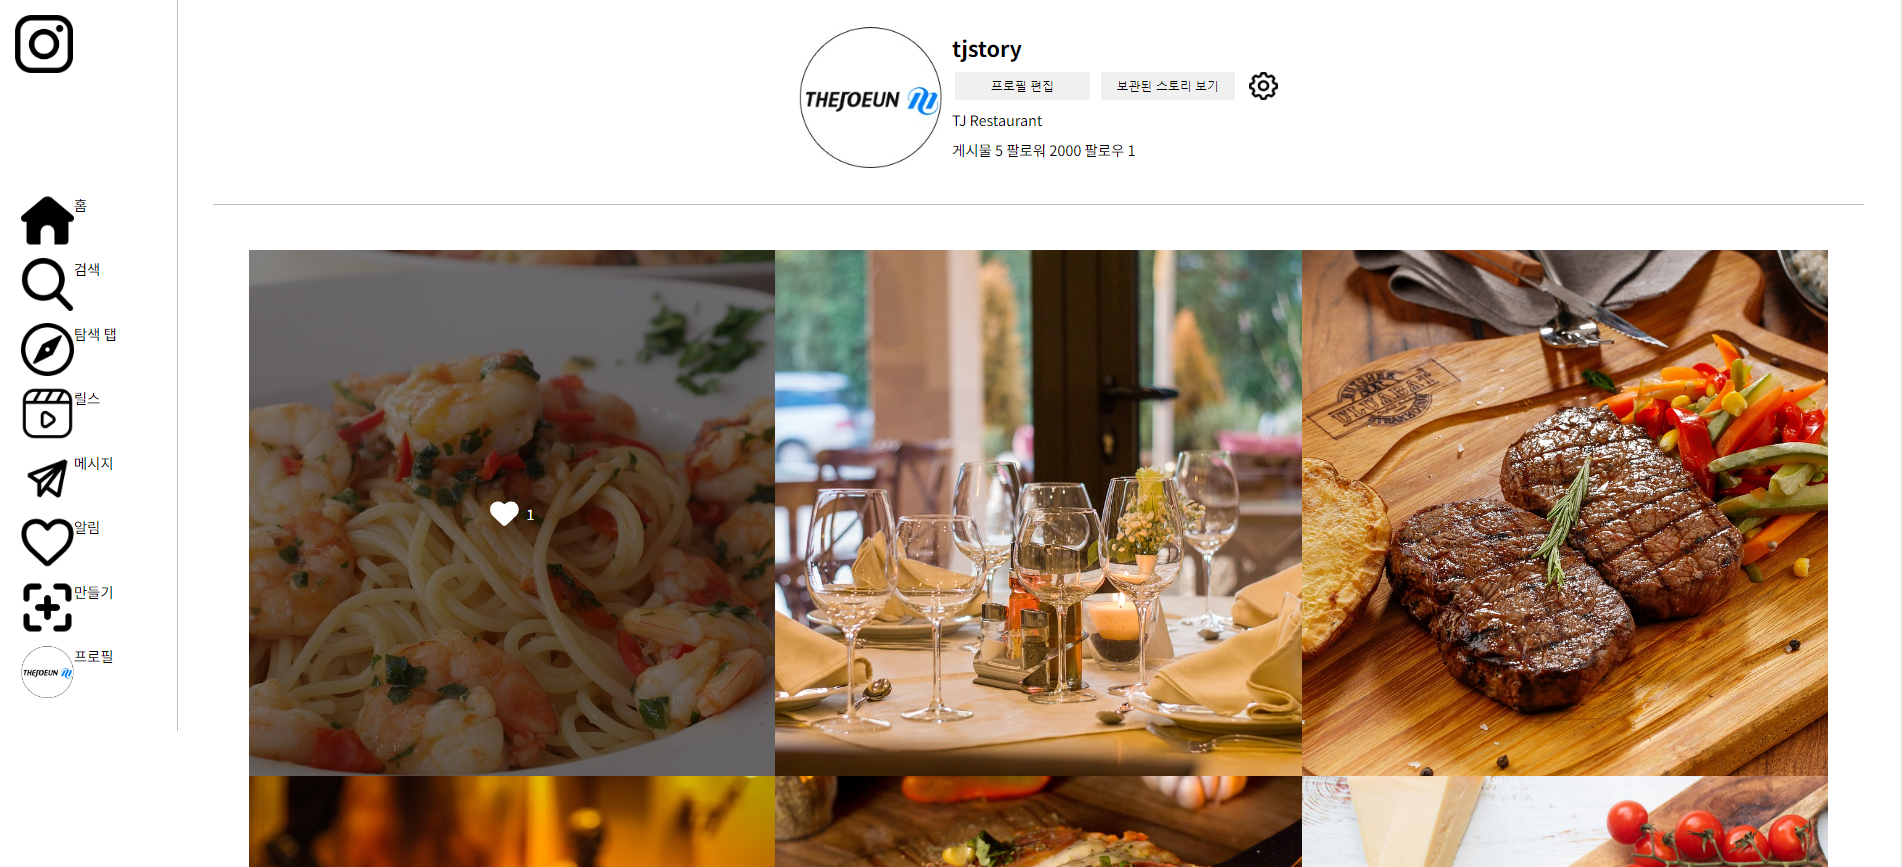 tjstory
프로필 편집
보관된 스토리 보기
THEJOEUN
TJ Restaurant
게시물 5 팔로워 2000 팔로우 1
홈
검색
탐색 탭
릴스
메시지
알림
만들기
프로필
THEJOEUN
1